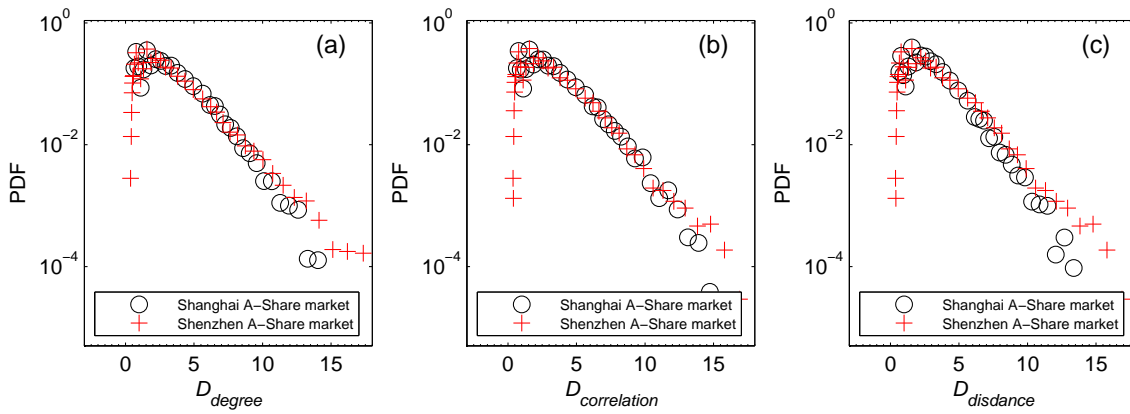 (a)
10^0
10^−2
10^−4
PDF
Shanghai A−Share market
Shenzhen A−Share market
0 5 10 15
D_degree
(b)
10^0
10^−2
10^−4
PDF
Shanghai A−Share market
Shenzhen A−Share market
0 5 10 15
D_correlation
(c)
10^0
10^−2
10^−4
PDF
Shanghai A−Share market
Shenzhen A−Share market
0 5 10 15
D_disdance